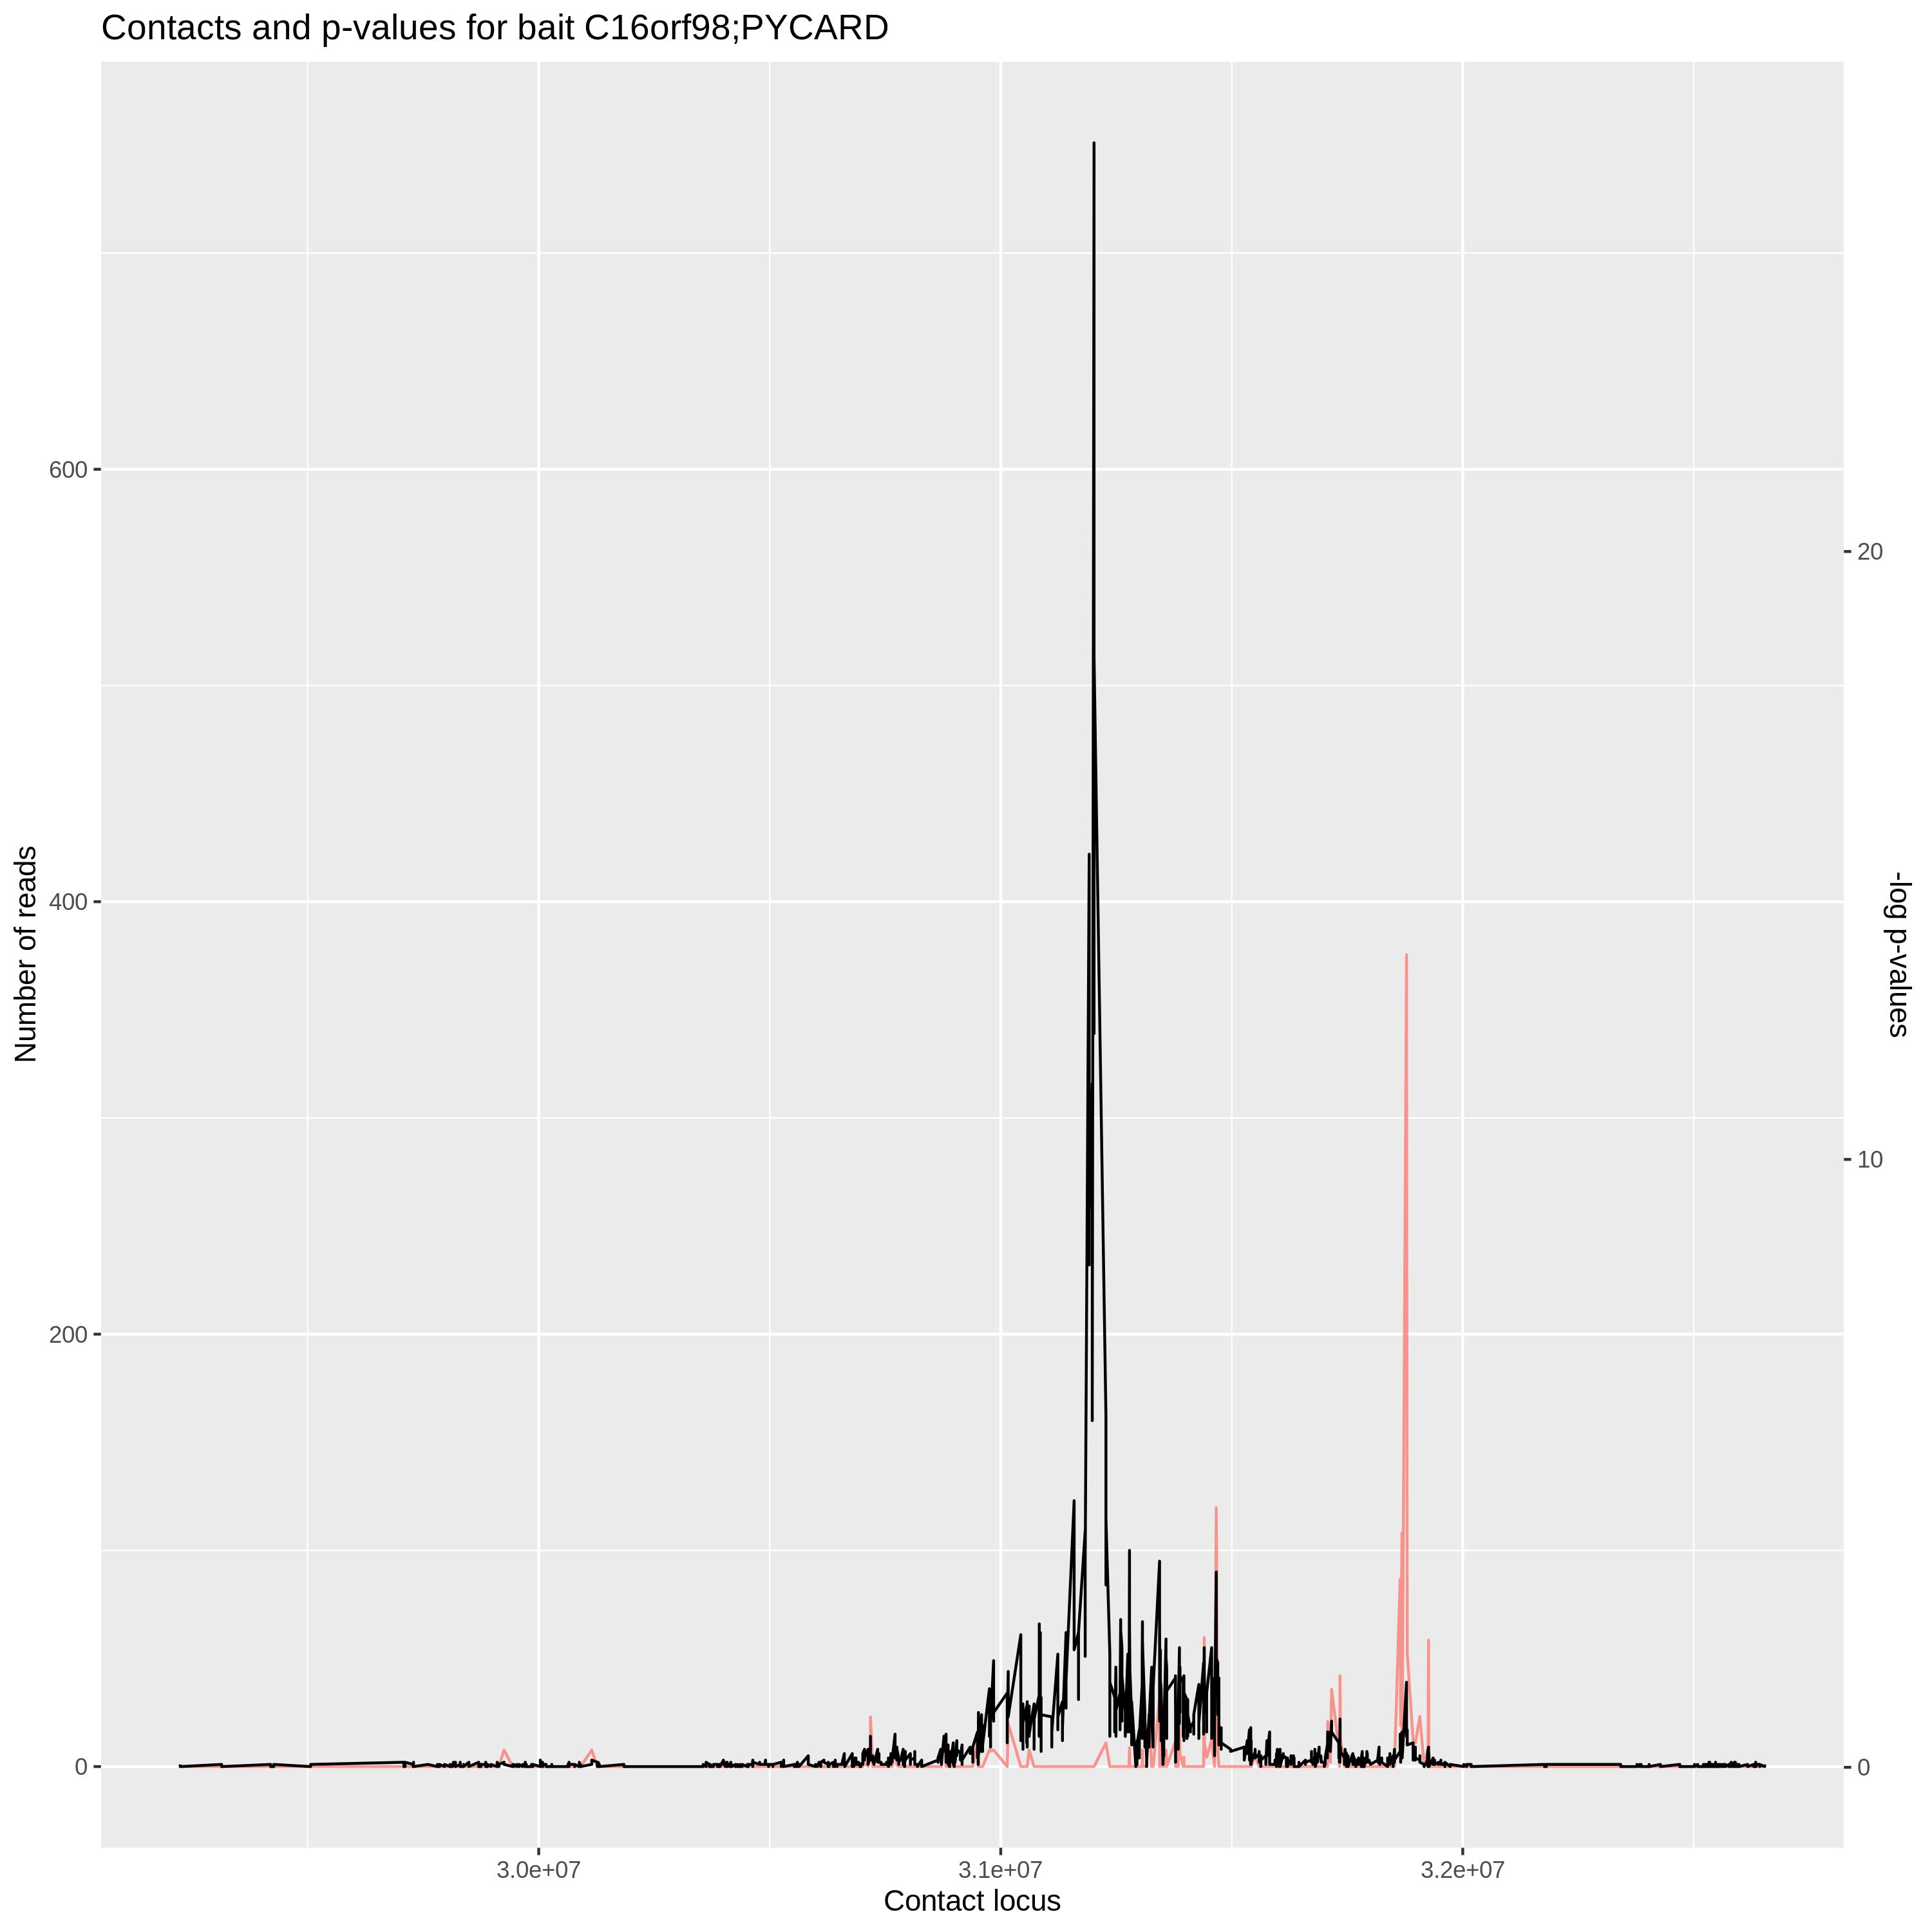 Contacts and p-values for bait C16orf98;PYCARD
600
400
200
0
20
10
0
Number of reads
-log p-values
3.0e+07
3.1e+07
3.2e+07
Contact locus